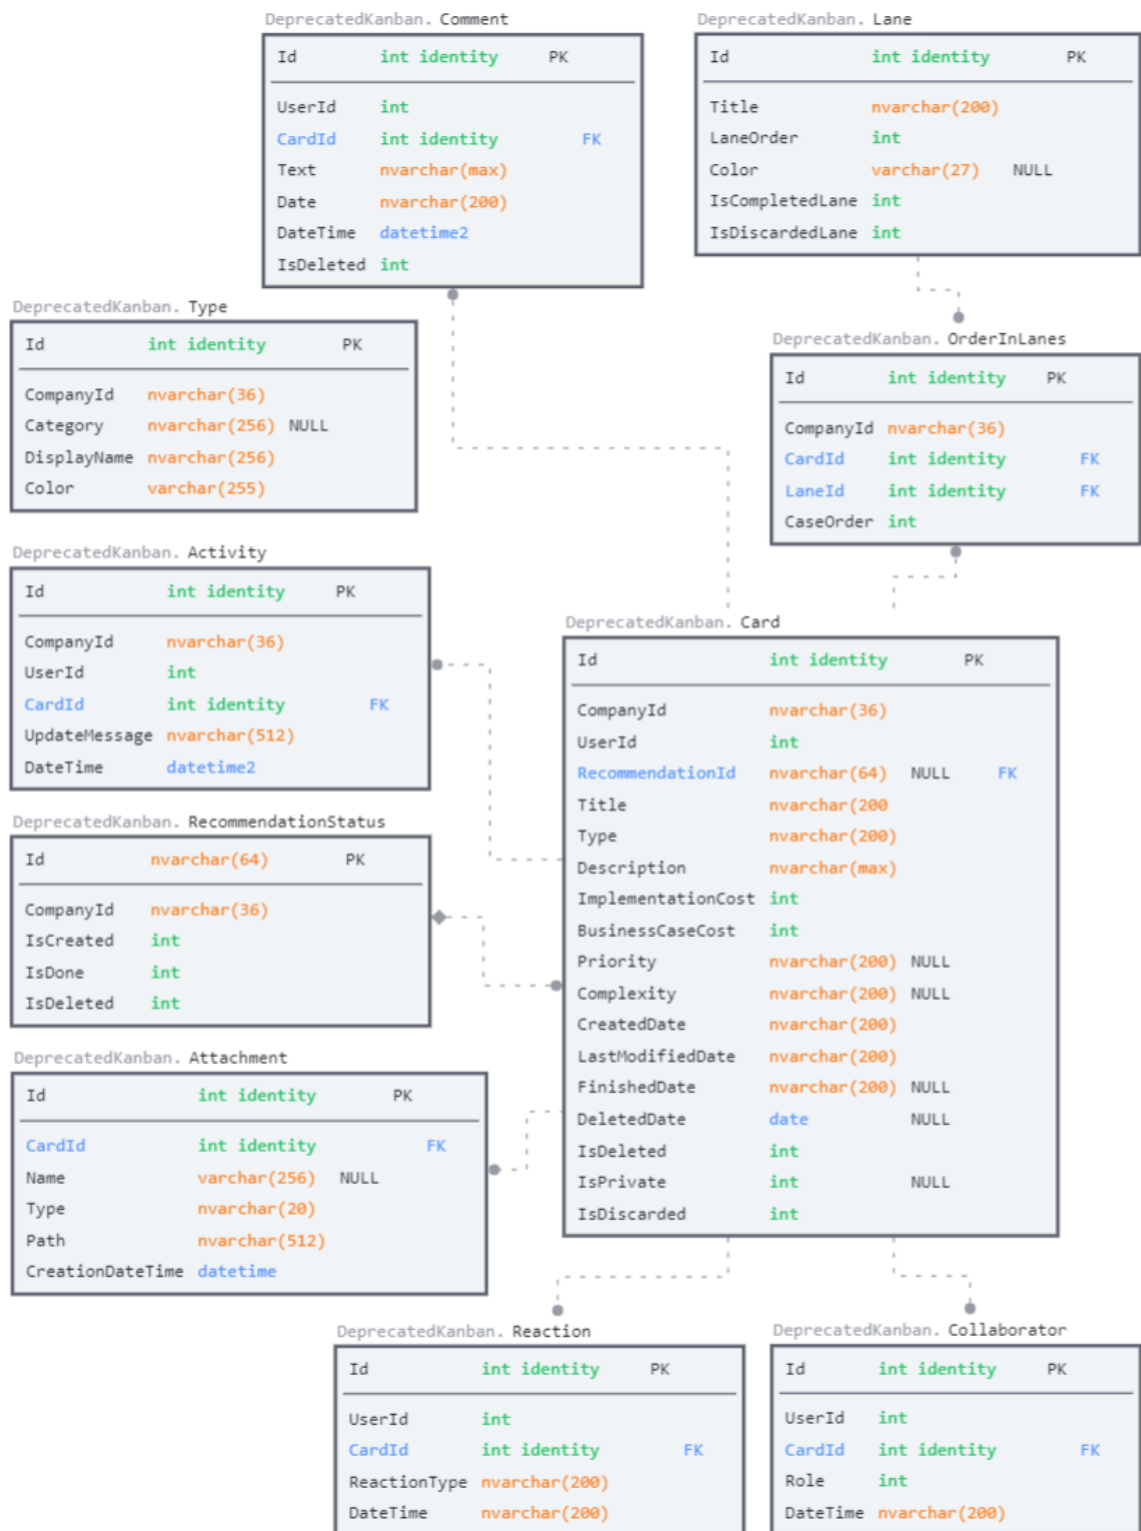 DeprecatedKanban. Comment
Id int identity PK
UserId int
CardId int identity FK
Text nvarchar(max)
Date nvarchar(200)
DateTime datetime2
IsDeleted int
DeprecatedKanban. Lane
Id int identity PK
Title nvarchar(200)
LaneOrder int
Color varchar(27) NULL
IsCompletedLane int
IsDiscardedLane int
DeprecatedKanban. Type
Id int identity PK
CompanyId nvarchar(36)
Category nvarchar(256) NULL
DisplayName nvarchar(256)
Color varchar(255)
DeprecatedKanban. OrderInLanes
Id int identity PK
CompanyId nvarchar(36)
CardId int identity FK
LaneId int identity FK
CaseOrder int
DeprecatedKanban. Activity
Id int identity PK
CompanyId nvarchar(36)
UserId int
CardId int identity FK
UpdateMessage nvarchar(512)
DateTime datetime2
DeprecatedKanban. Card
Id int identity PK
CompanyId nvarchar(36)
UserId int
RecommendationId nvarchar(64) NULL FK
Title nvarchar(200
Type nvarchar(200)
Description nvarchar(max)
ImplementationCost int
BusinessCaseCost int
Priority nvarchar(200) NULL
Complexity nvarchar(200) NULL
CreatedDate nvarchar(200)
LastModifiedDate nvarchar(200)
FinishedDate nvarchar(200) NULL
DeletedDate date NULL
IsDeleted int
IsPrivate int NULL
IsDiscarded int
DeprecatedKanban. RecommendationStatus
Id nvarchar(64) PK
CompanyId nvarchar(36)
IsCreated int
IsDone int
IsDeleted int
DeprecatedKanban. Attachment
Id int identity PK
CardId int identity FK
Name varchar(256) NULL
Type nvarchar(20)
Path nvarchar(512)
CreationDateTime datetime
DeprecatedKanban. Reaction
Id int identity PK
UserId int
CardId int identity FK
ReactionType nvarchar(200)
DateTime nvarchar(200)
DeprecatedKanban. Collaborator
Id int identity PK
UserId int
CardId int identity FK
Role int
DateTime nvarchar(200)